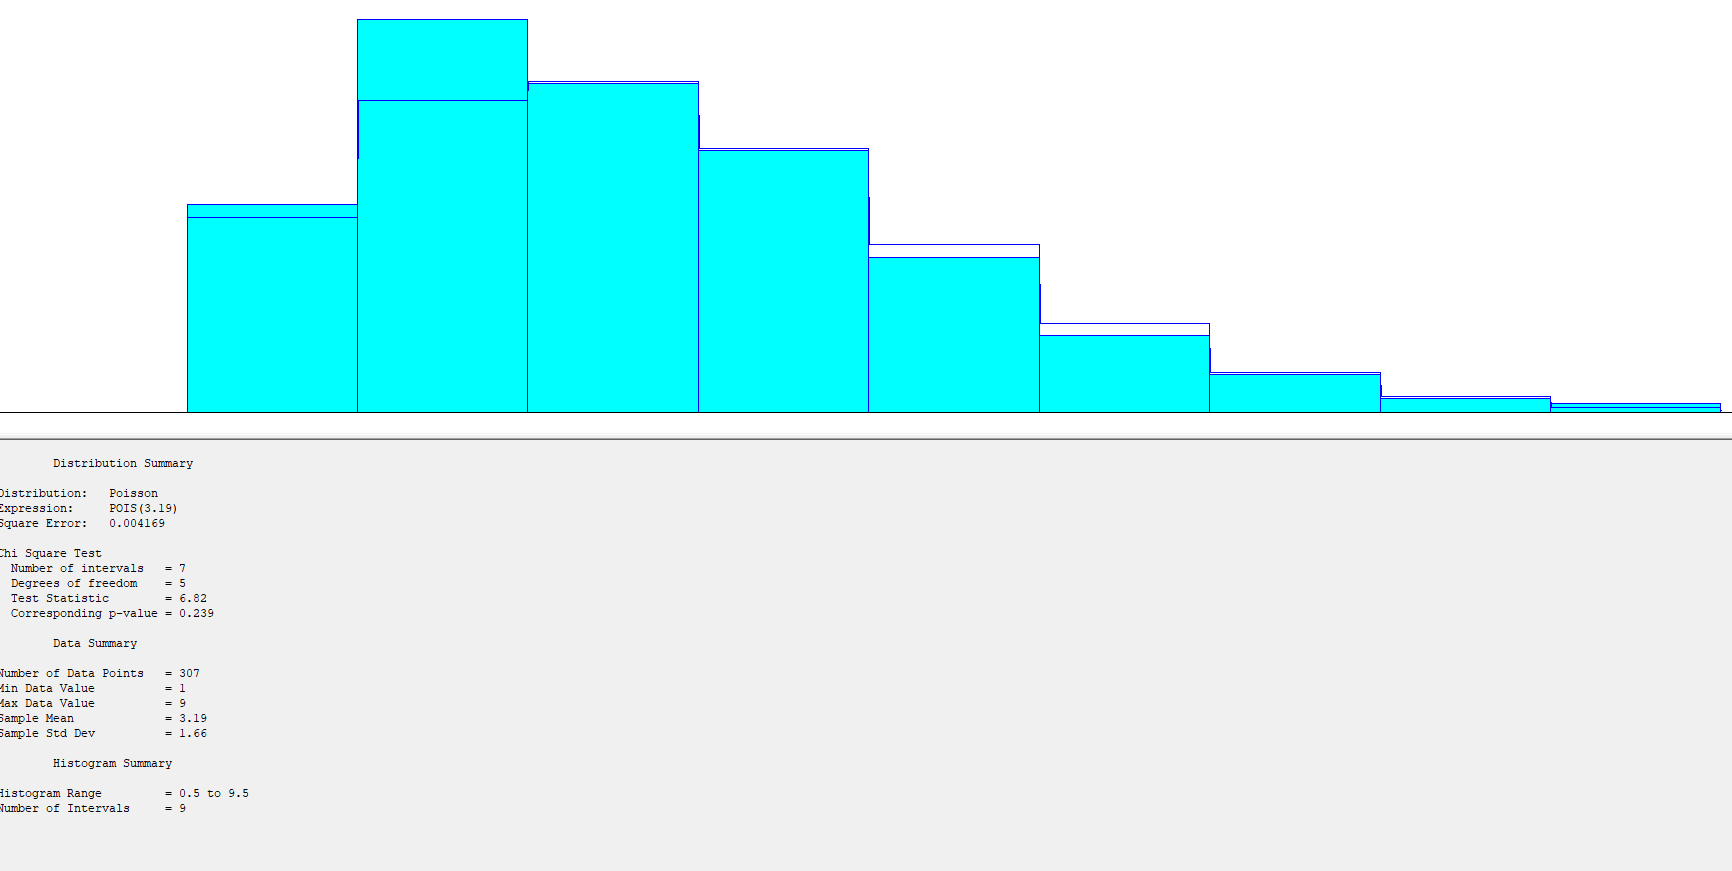 Distribution Summary
Distribution: Poisson
Expression: POIS(3.19)
Square Error: 0.004169
Chi Square Test
Number of intervals = 7
Degrees of freedom = 5
Test Statistic = 6.82
Corresponding p-value = 0.239
Data Summary
Number of Data Points = 307
Min Data Value = 1
Max Data Value = 9
Sample Mean = 3.19
Sample Std Dev = 1.66
Histogram Summary
Histogram Range = 0.5 to 9.5
Number of Intervals = 9